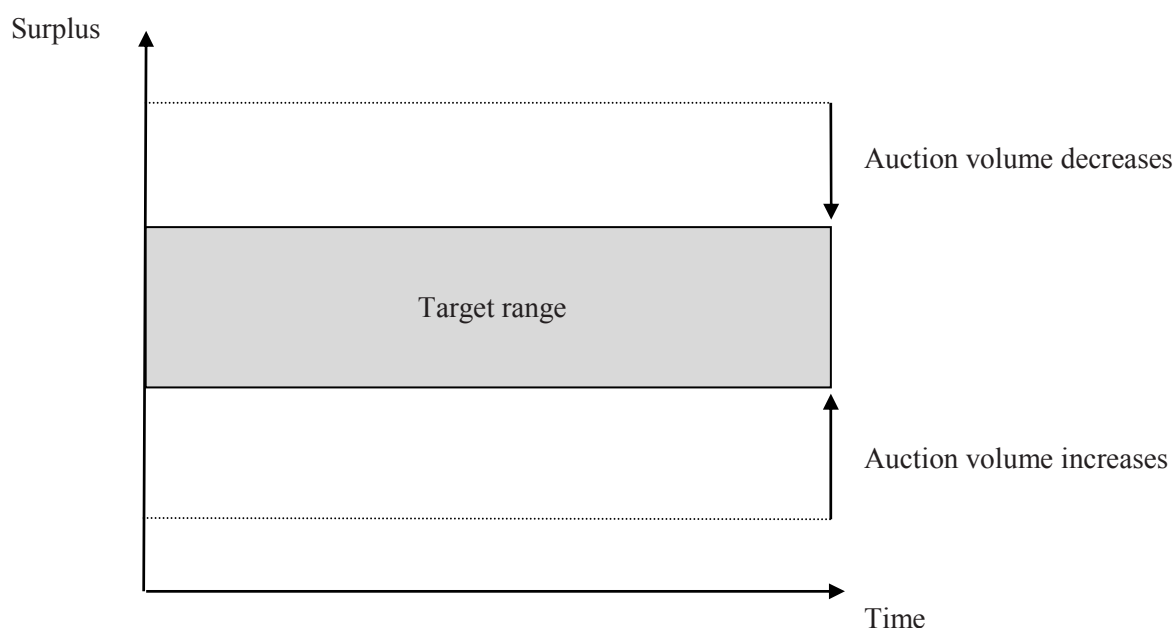 Surplus
Auction volume decreases
Target range
Auction volume increases
Time